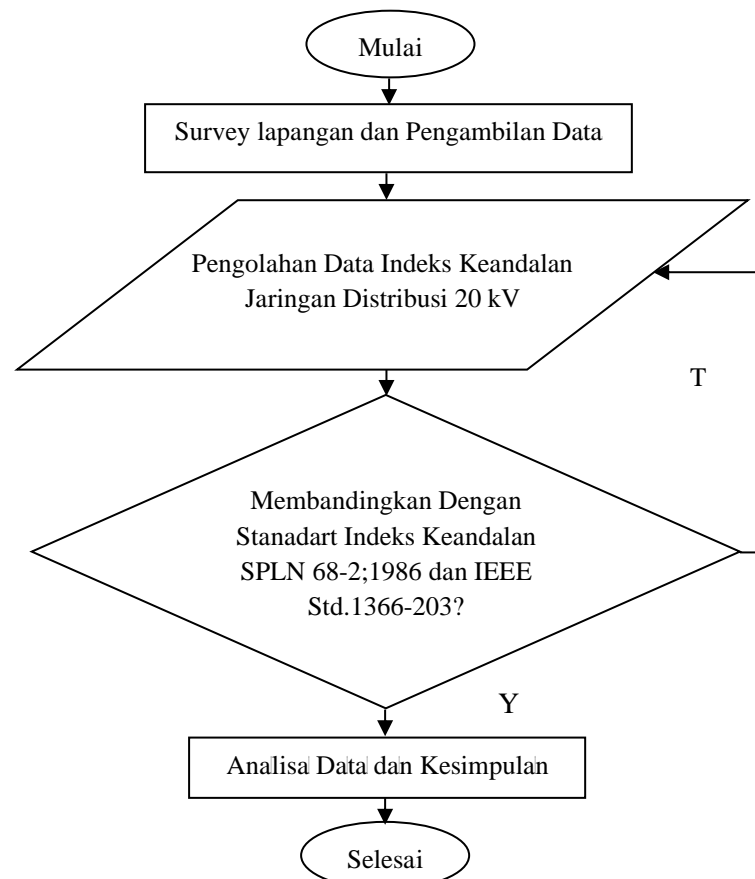 Mulai
Survey lapangan dan Pengambilan Data
Pengolahan Data Indeks Keandalan
Jaringan Distribusi 20 kV
T
Membandingkan Dengan
Stanadart Indeks Keandalan
SPLN 68-2;1986 dan IEEE
Std.1366-203?
Y
Analisa Data dan Kesimpulan
Selesai